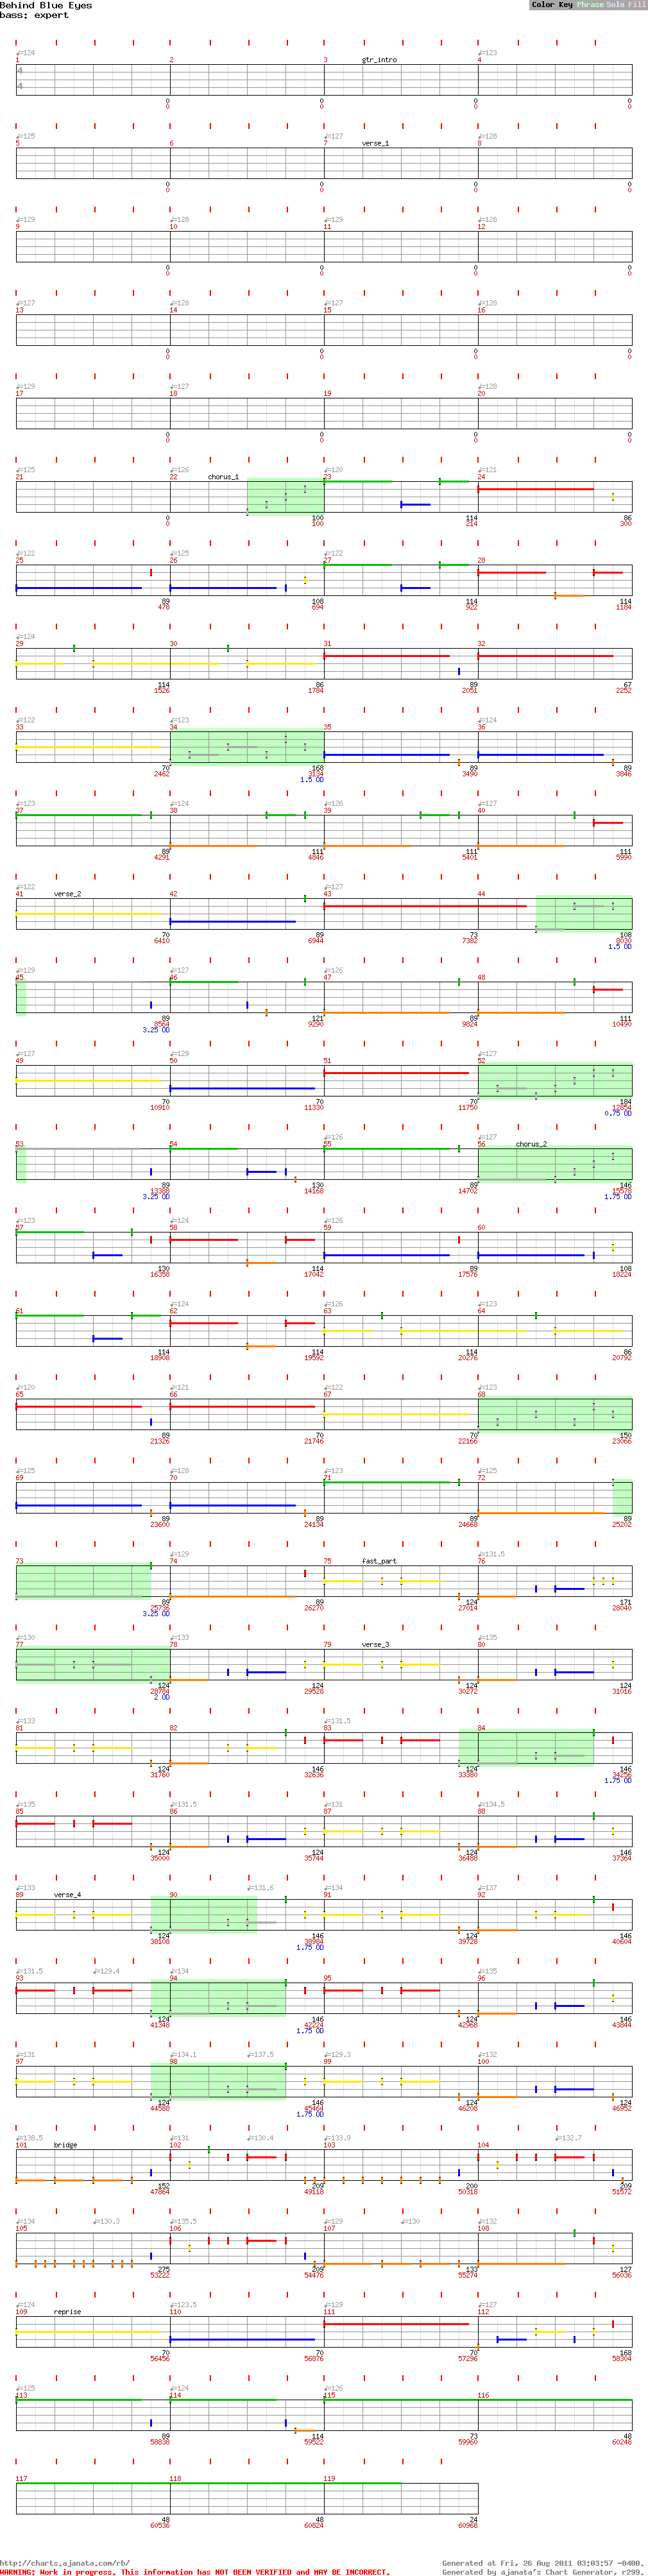 Behind Blue Eyes
bass: expert
Color Key Phrase Solo Fill
♩=124 ♩=123
1 2 3 gtr_intro 4
4
4
0 0 0 0
0 0 0 0
♩=125 ♩=127 ♩=128
5 6 7 verse_1 8
0 0 0 0
0 0 0 0
♩=129 ♩=128 ♩=129 ♩=128
9 10 11 12
0 0 0 0
0 0 0 0
♩=127 ♩=128 ♩=127 ♩=128
13 14 15 16
0 0 0 0
0 0 0 0
♩=129 ♩=127 ♩=128
17 18 19 20
0 0 0 0
0 0 0 0
♩=125 ♩=126 ♩=120 ♩=121
21 22 chorus_1 23 24
0 100 114 86
0 100 214 300
♩=122 ♩=125 ♩=122
25 26 27 28
89 108 114 114
478 694 922 1184
♩=124
29 30 31 32
114 86 89 67
1526 1784 2051 2252
♩=122 ♩=123 ♩=124
33 34 35 36
70 168 89 89
2462 3134 3490 3846
1.5 OD
♩=123 ♩=124 ♩=126 ♩=127
37 38 39 40
89 111 111 111
4291 4846 5401 5990
♩=122 ♩=127
41 verse_2 42 43 44
70 89 73 108
6410 6944 7382 8030
1.5 OD
♩=129 ♩=127 ♩=126
45 46 47 48
89 121 89 111
8564 9290 9824 10490
3.25 OD
♩=127 ♩=129 ♩=127
49 50 51 52
70 70 70 184
10910 11330 11750 12854
0.75 OD
♩=126 ♩=127
53 54 55 56 chorus_2
89 130 89 146
13388 14168 14702 15578
3.25 OD 1.75 OD
♩=123 ♩=124 ♩=126
57 58 59 60
130 114 89 108
16358 17042 17576 18224
♩=124 ♩=126 ♩=123
61 62 63 64
114 114 114 86
18908 19592 20276 20792
♩=120 ♩=121 ♩=122 ♩=123
65 66 67 68
89 70 70 150
21326 21746 22166 23066
♩=125 ♩=128 ♩=123 ♩=125
69 70 71 72
89 89 89 89
23600 24134 24668 25202
♩=129 ♩=131.5
73 74 75 fast_part 76
89 89 124 171
25736 26270 27014 28040
3.25 OD
♩=130 ♩=133 ♩=135
77 78 79 verse_3 80
124 124 124 124
28784 29528 30272 31016
2 OD
♩=133 ♩=131.5
81 82 83 84
124 146 124 146
31760 32636 33380 34256
1.75 OD
♩=135 ♩=131.5 ♩=131 ♩=134.5
85 86 87 88
124 124 124 146
35000 35744 36488 37364
♩=133 ♩=131.6 ♩=134 ♩=137
89 verse_4 90 91 92
124 146 124 146
38108 38984 39728 40604
1.75 OD
♩=131.5 ♩=129.4 ♩=134 ♩=135
93 94 95 96
124 146 124 146
41348 42224 42968 43844
1.75 OD
♩=131 ♩=134.1 ♩=137.5 ♩=129.3 ♩=132
97 98 99 100
124 146 124 124
44588 45464 46208 46952
1.75 OD
♩=138.5 ♩=131 ♩=130.4 ♩=133.9 ♩=132.7
101 bridge 102 103 104
152 209 200 209
47864 49118 50318 51572
♩=134 ♩=130.3 ♩=135.5 ♩=129 ♩=130 ♩=132
105 106 107 108
275 209 133 127
53222 54476 55274 56036
♩=124 ♩=123.5 ♩=129 ♩=127
109 reprise 110 111 112
70 70 70 168
56456 56876 57296 58304
♩=125 ♩=124 ♩=126
113 114 115 116
89 114 73 48
58838 59522 59960 60248
117 118 119
48 48 24
60536 60824 60968
http://charts.ajanata.com/rb/
Generated at Fri, 26 Aug 2011 03:03:57 -0400.
WARNING: Work in progress. This information has NOT BEEN VERIFIED and MAY BE INCORRECT.
Generated by ajanata's Chart Generator, r299.